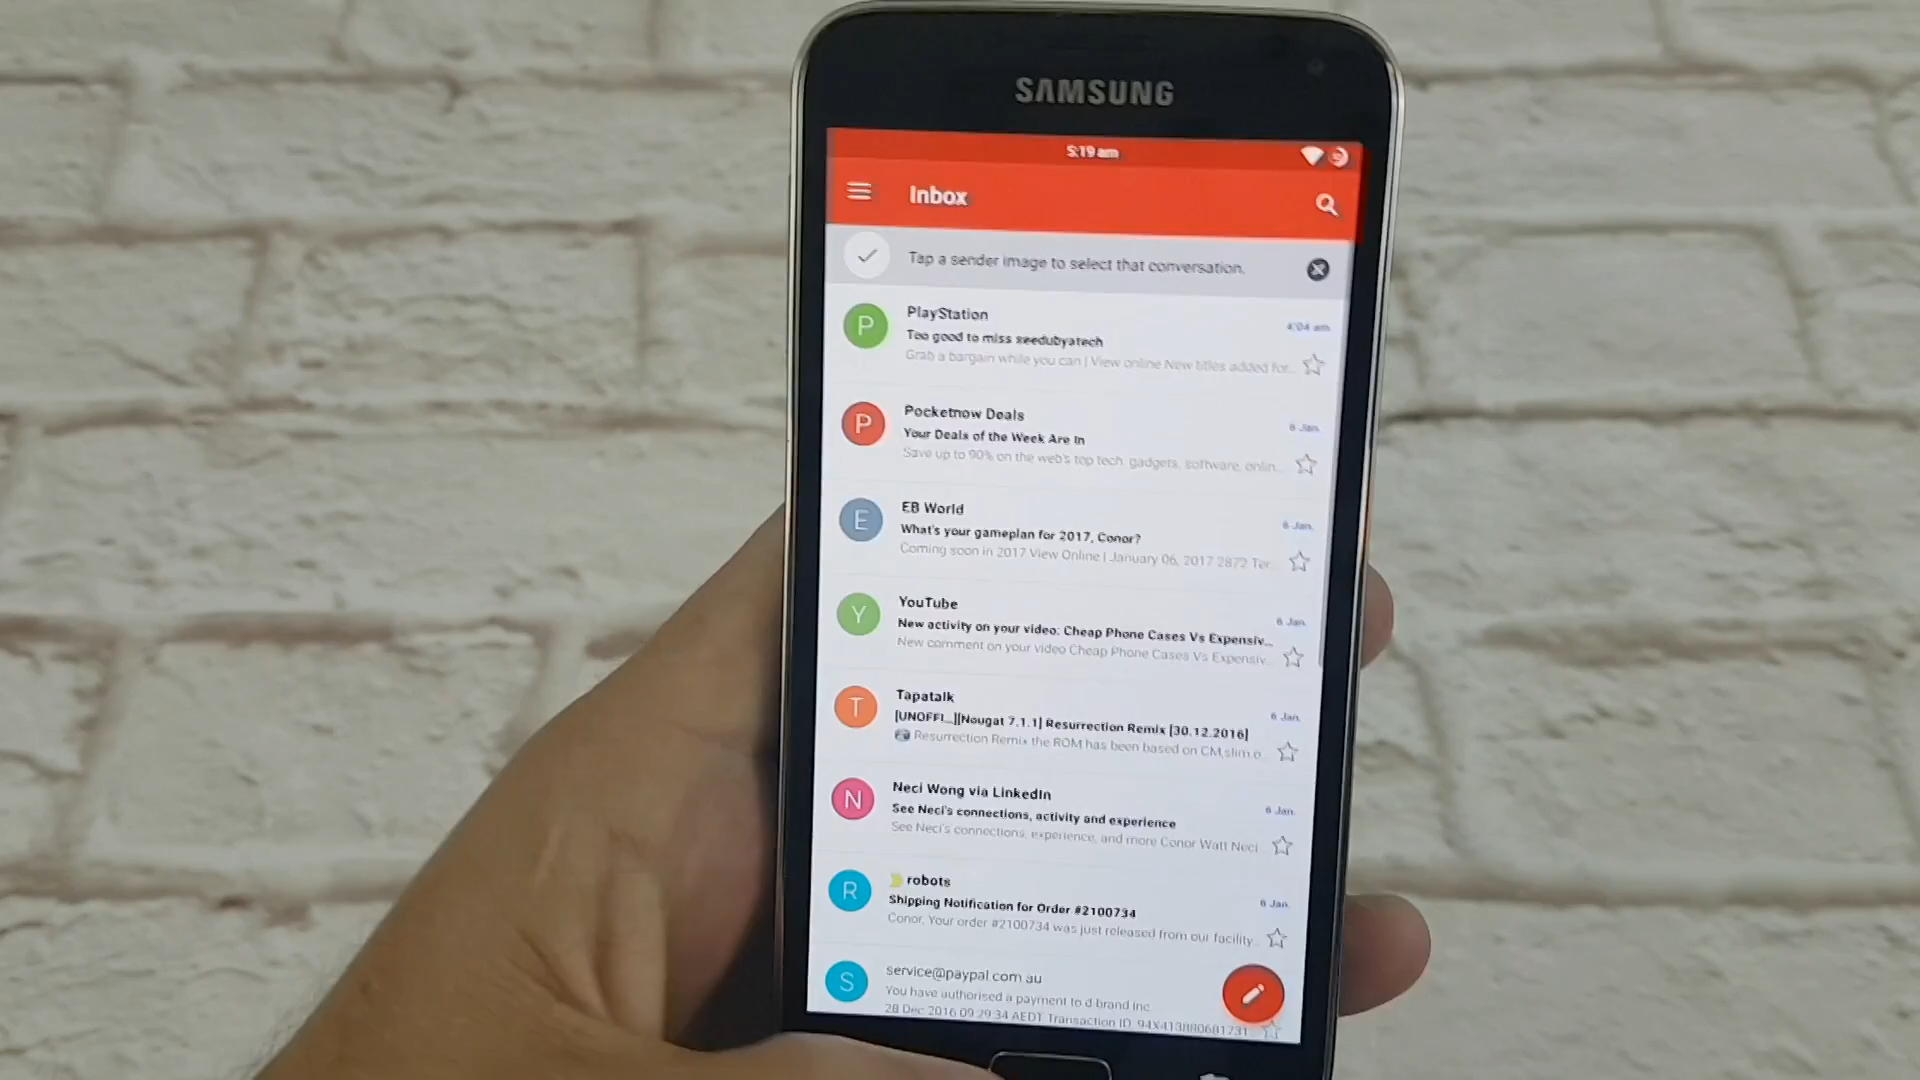 SAMSUNG
5:19 am
Inbox
Tap a sender image to select that conversation.
P
PlayStation
4:04 am
Too good to miss seedubyatech
Grab a bargain while you can | View online New titles added for...
P
Pocketnow Deals
6 Jan.
Your Deals of the Week Are In
Save up to 90% on the web's top tech, gadgets, software, onlin...
E
EB World
6 Jan.
What's your gameplan for 2017, Conor?
Coming soon in 2017 View Online | January 06, 2017 2872 Ter...
Y
YouTube
6 Jan.
New activity on your video: Cheap Phone Cases Vs Expensiv...
New comment on your video Cheap Phone Cases Vs Expensiv...
T
Tapatalk
6 Jan.
[UNOFFI...][Nougat 7.1.1] Resurrection Remix [30.12.2016]
Resurrection Remix the ROM has been based on CM,slim o...
N
Neci Wong via LinkedIn
6 Jan.
See Neci's connections, activity and experience
See Neci's connections, experience, and more Conor Watt Neci...
R
robots
6 Jan.
Shipping Notification for Order #2100734
Conor, Your order #2100734 was just released from our facility...
S
service@paypal.com.au
You have authorised a payment to d brand Inc
28 Dec 2016 09:29:34 AEDT Transaction ID: 94X413880681731